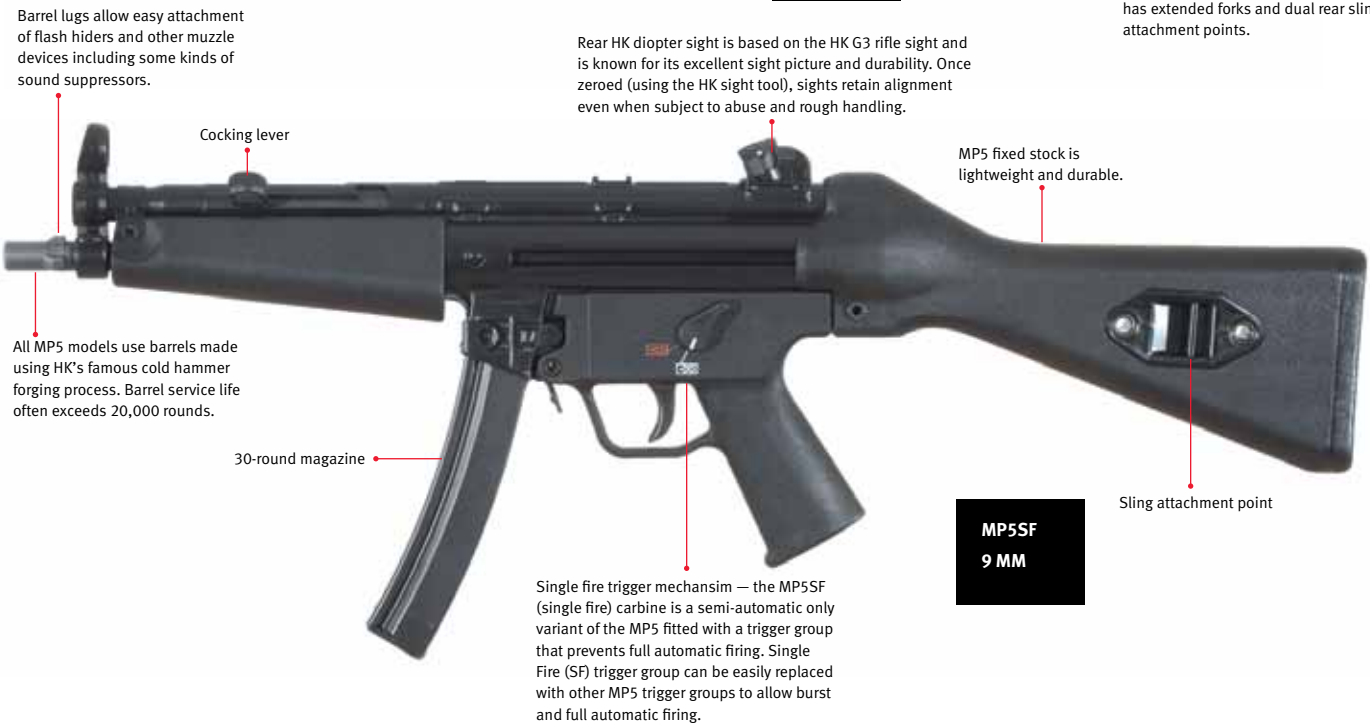 Barrel lugs allow easy attachment
of flash hiders and other muzzle
devices including some kinds of
sound suppressors.
has extended forks and dual rear slin
attachment points.
Rear HK diopter sight is based on the HK G3 rifle sight and
is known for its excellent sight picture and durability. Once
zeroed (using the HK sight tool), sights retain alignment
even when subject to abuse and rough handling.
Cocking lever
MP5 fixed stock is
lightweight and durable.
All MP5 models use barrels made
using HK's famous cold hammer
forging process. Barrel service life
often exceeds 20,000 rounds.
30-round magazine
Sling attachment point
MP5SF
9 MM
Single fire trigger mechansim — the MP5SF
(single fire) carbine is a semi-automatic only
variant of the MP5 fitted with a trigger group
that prevents full automatic firing. Single
Fire (SF) trigger group can be easily replaced
with other MP5 trigger groups to allow burst
and full automatic firing.